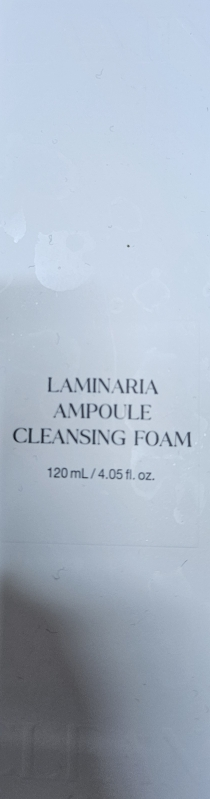 LAMINARIA
AMPOULE
CLEANSING FOAM
120 mL / 4.05 fl. oz.